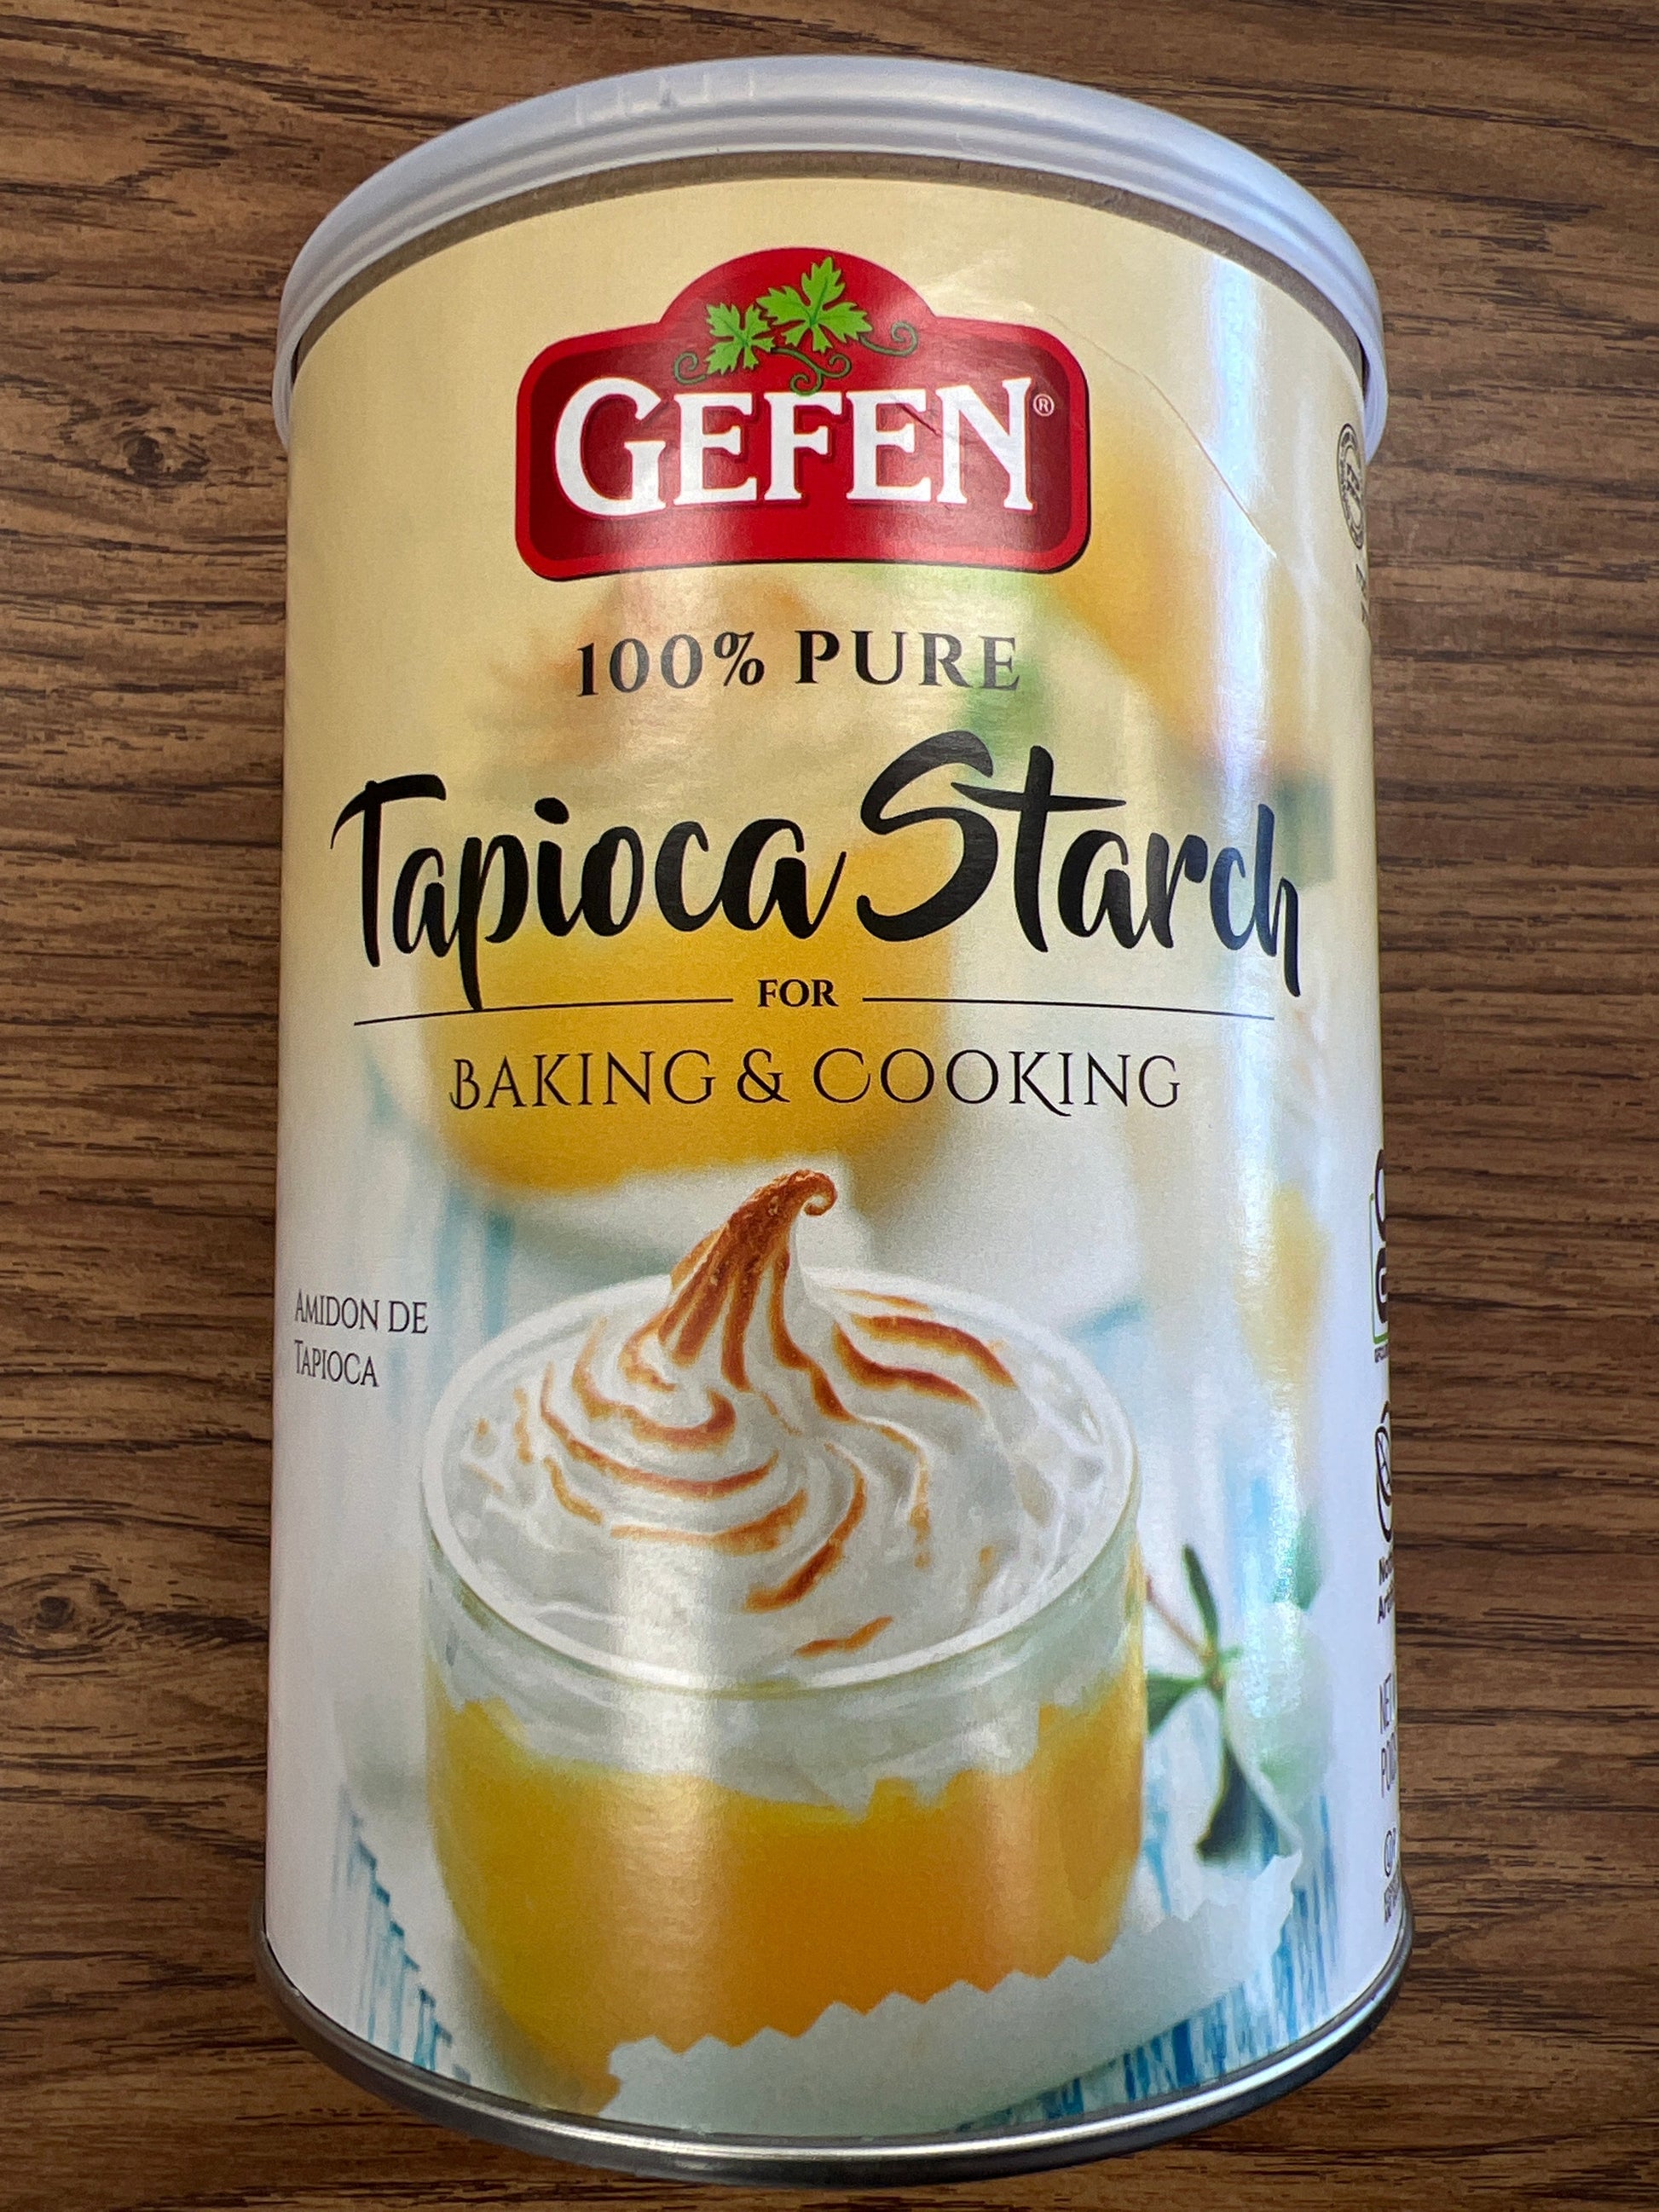 GEFEN®
100% PURE
Tapioca Starch
FOR
BAKING & COOKING
AMIDON DE
TAPIOCA